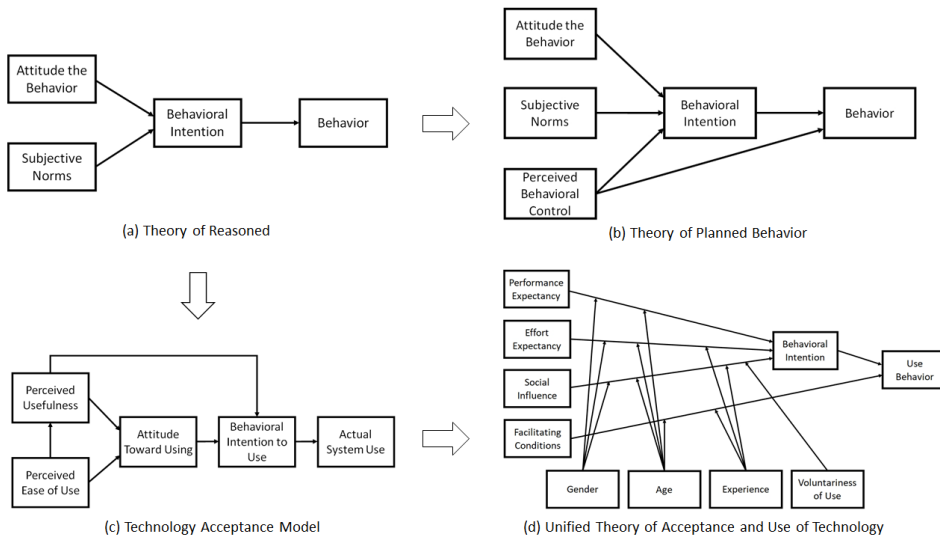 Attitude the
Behavior
Subjective
Norms
Behavioral
Intention
Behavior
(a) Theory of Reasoned
Attitude the
Behavior
Subjective
Norms
Perceived
Behavioral
Control
Behavioral
Intention
Behavior
(b) Theory of Planned Behavior
Perceived
Usefulness
Perceived
Ease of Use
Attitude
Toward Using
Behavioral
Intention to
Use
Actual
System Use
(c) Technology Acceptance Model
Performance
Expectancy
Effort
Expectancy
Social
Influence
Facilitating
Conditions
Behavioral
Intention
Use
Behavior
Gender
Age
Experience
Voluntariness
of Use
(d) Unified Theory of Acceptance and Use of Technology